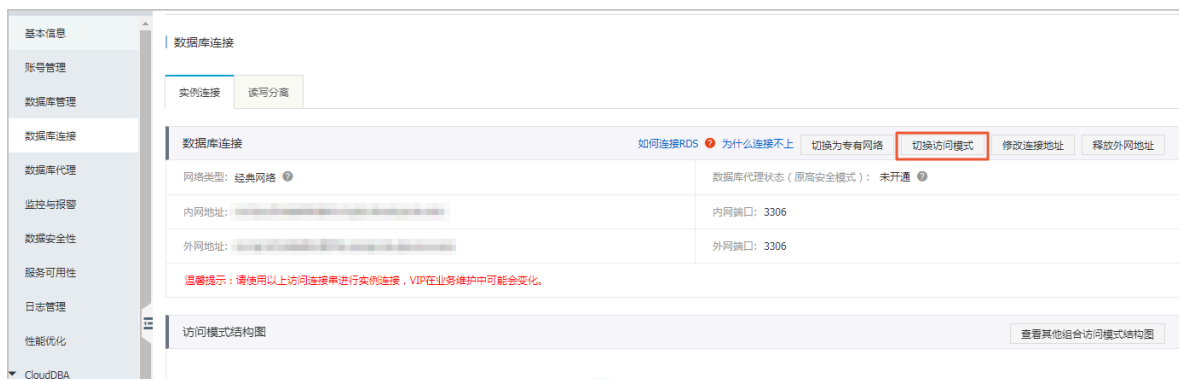 基本信息
账号管理
数据库管理
数据库连接
数据库代理
监控与报警
数据安全性
服务可用性
日志管理
性能优化
CloudDBA
数据库连接
实例连接 读写分离
数据库连接 如何连接RDS ? 为什么连接不上 切换为专有网络 切换访问模式 修改连接地址 释放外网地址
网络类型: 经典网络 ? 数据库代理状态（原高安全模式）: 未开通 ?
内网地址: 内网端口: 3306
外网地址: 外网端口: 3306
温馨提示：请使用以上访问连接串进行实例连接，VIP在业务维护中可能会变化。
访问模式结构图 查看其他组合访问模式结构图